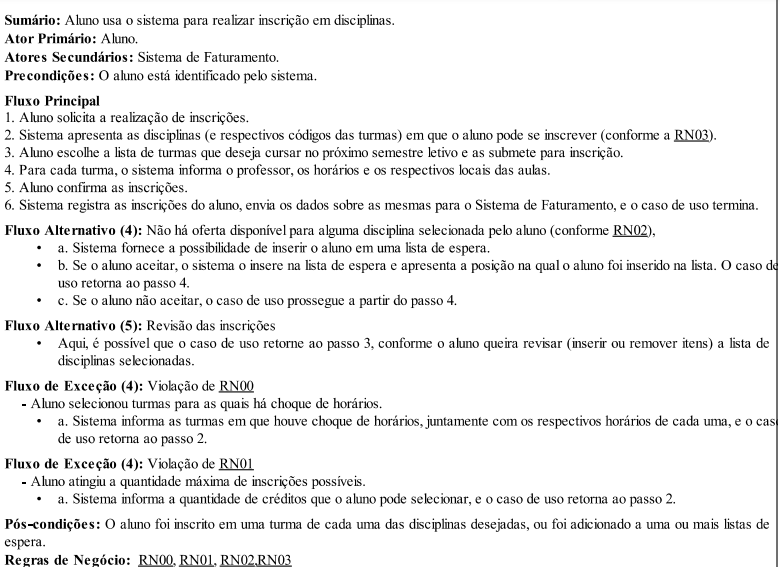 Sumário: Aluno usa o sistema para realizar inscrição em disciplinas.
Ator Primário: Aluno.
Atores Secundários: Sistema de Faturamento.
Precondições: O aluno está identificado pelo sistema.
Fluxo Principal
1. Aluno solicita a realização de inscrições.
2. Sistema apresenta as disciplinas (e respectivos códigos das turmas) em que o aluno pode se inscrever (conforme a RN03).
3. Aluno escolhe a lista de turmas que deseja cursar no próximo semestre letivo e as submete para inscrição.
4. Para cada turma, o sistema informa o professor, os horários e os respectivos locais das aulas.
5. Aluno confirma as inscrições.
6. Sistema registra as inscrições do aluno, envia os dados sobre as mesmas para o Sistema de Faturamento, e o caso de uso termina.
Fluxo Alternativo (4): Não há oferta disponível para alguma disciplina selecionada pelo aluno (conforme RN02),
• a. Sistema fornece a possibilidade de inserir o aluno em uma lista de espera.
• b. Se o aluno aceitar, o sistema o insere na lista de espera e apresenta a posição na qual o aluno foi inserido na lista. O caso de
uso retorna ao passo 4.
• c. Se o aluno não aceitar, o caso de uso prossegue a partir do passo 4.
Fluxo Alternativo (5): Revisão das inscrições
• Aqui, é possível que o caso de uso retorne ao passo 3, conforme o aluno queira revisar (inserir ou remover itens) a lista de
disciplinas selecionadas.
Fluxo de Exceção (4): Violação de RN00
- Aluno selecionou turmas para as quais há choque de horários.
• a. Sistema informa as turmas em que houve choque de horários, juntamente com os respectivos horários de cada uma, e o caso
de uso retorna ao passo 2.
Fluxo de Exceção (4): Violação de RN01
- Aluno atingiu a quantidade máxima de inscrições possíveis.
• a. Sistema informa a quantidade de créditos que o aluno pode selecionar, e o caso de uso retorna ao passo 2.
Pós-condições: O aluno foi inscrito em uma turma de cada uma das disciplinas desejadas, ou foi adicionado a uma ou mais listas de
espera.
Regras de Negócio: RN00, RN01, RN02,RN03